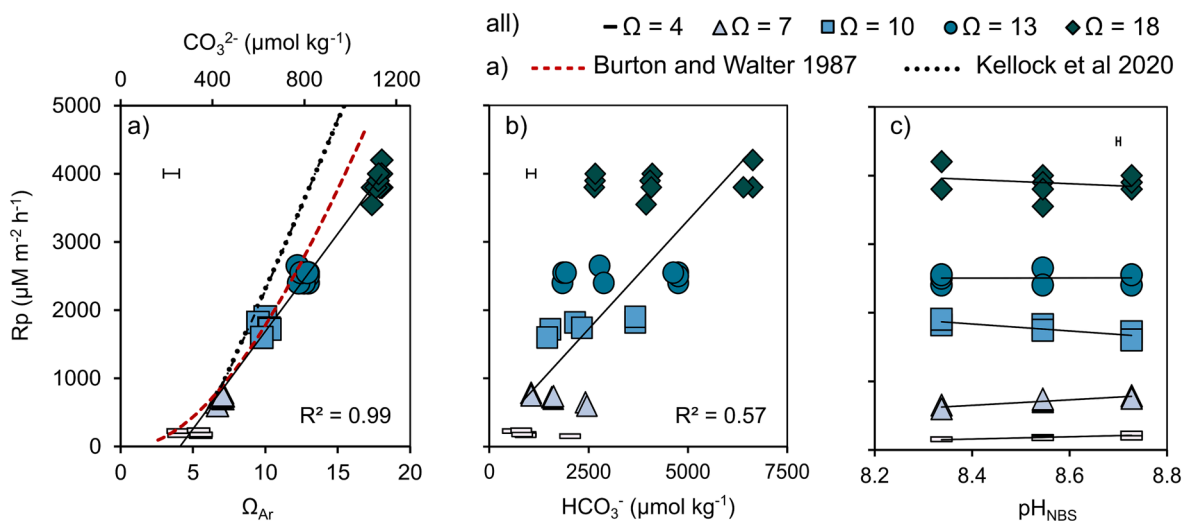 all) Ω = 4 Ω = 7 Ω = 10 Ω = 13 Ω = 18
a) Burton and Walter 1987 Kellock et al 2020
CO₃²⁻ (µmol kg⁻¹)
0 400 800 1200
a) b) c)
5000
4000
3000
2000
1000
0
Rp (µM m⁻² h⁻¹)
R² = 0.99 R² = 0.57
0 5 10 15 20
0 2500 5000 7500
8.2 8.4 8.6 8.8
Ω_Ar HCO₃⁻ (µmol kg⁻¹) pH_NBS